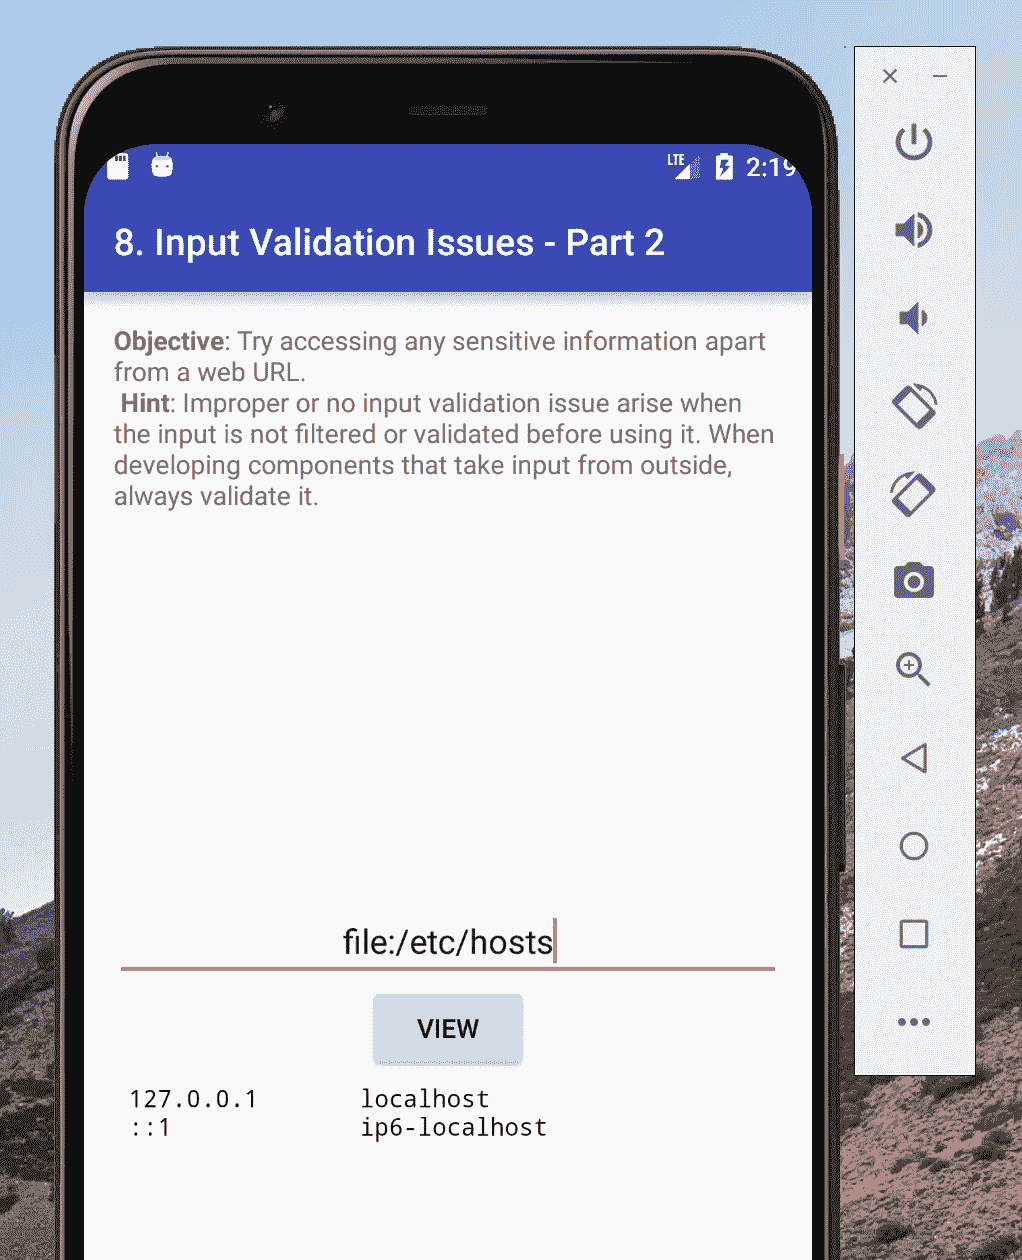 LTE 2:19
8. Input Validation Issues - Part 2
Objective: Try accessing any sensitive information apart
from a web URL.
Hint: Improper or no input validation issue arise when
the input is not filtered or validated before using it. When
developing components that take input from outside,
always validate it.
file:/etc/hosts
VIEW
127.0.0.1 localhost
::1 ip6-localhost